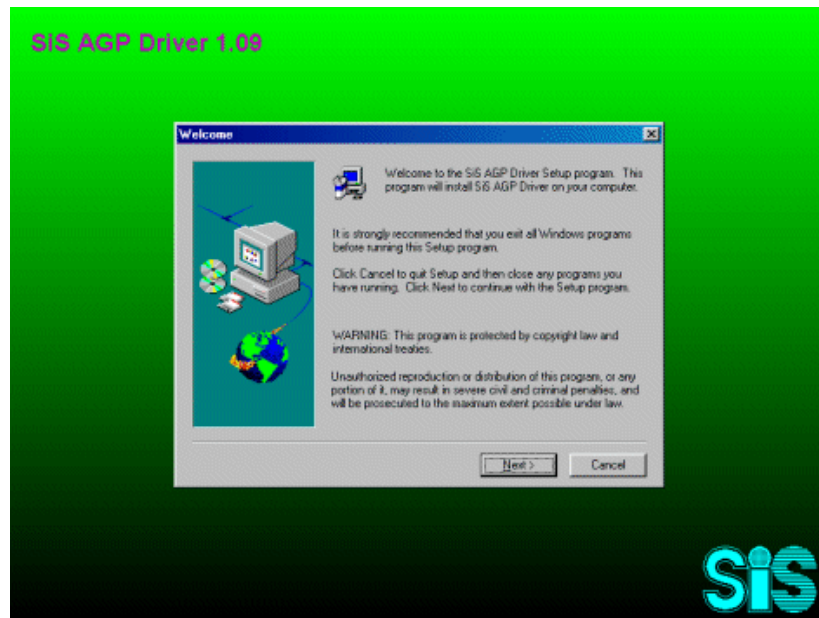 SiS AGP Driver 1.09
Welcome
Welcome to the SiS AGP Driver Setup program. This
program will install SiS AGP Driver on your computer.
It is strongly recommended that you exit all Windows programs
before running this Setup program.
Click Cancel to quit Setup and then close any programs you
have running. Click Next to continue with the Setup program.
WARNING: This program is protected by copyright law and
international treaties.
Unauthorized reproduction or distribution of this program, or any
portion of it, may result in severe civil and criminal penalties, and
will be prosecuted to the maximum extent possible under law.
Next > Cancel
SiS